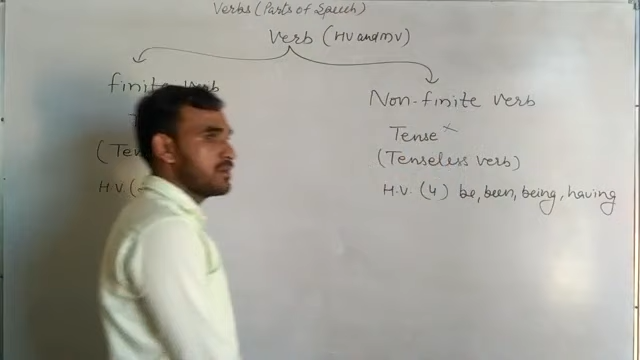 Verbs (Parts of Speech)
Verb (HV and MV)
finite verb
Non-finite verb
Tense ×
(Tenseless verb)
H.V. (
H.V. (4) be, been, being, having